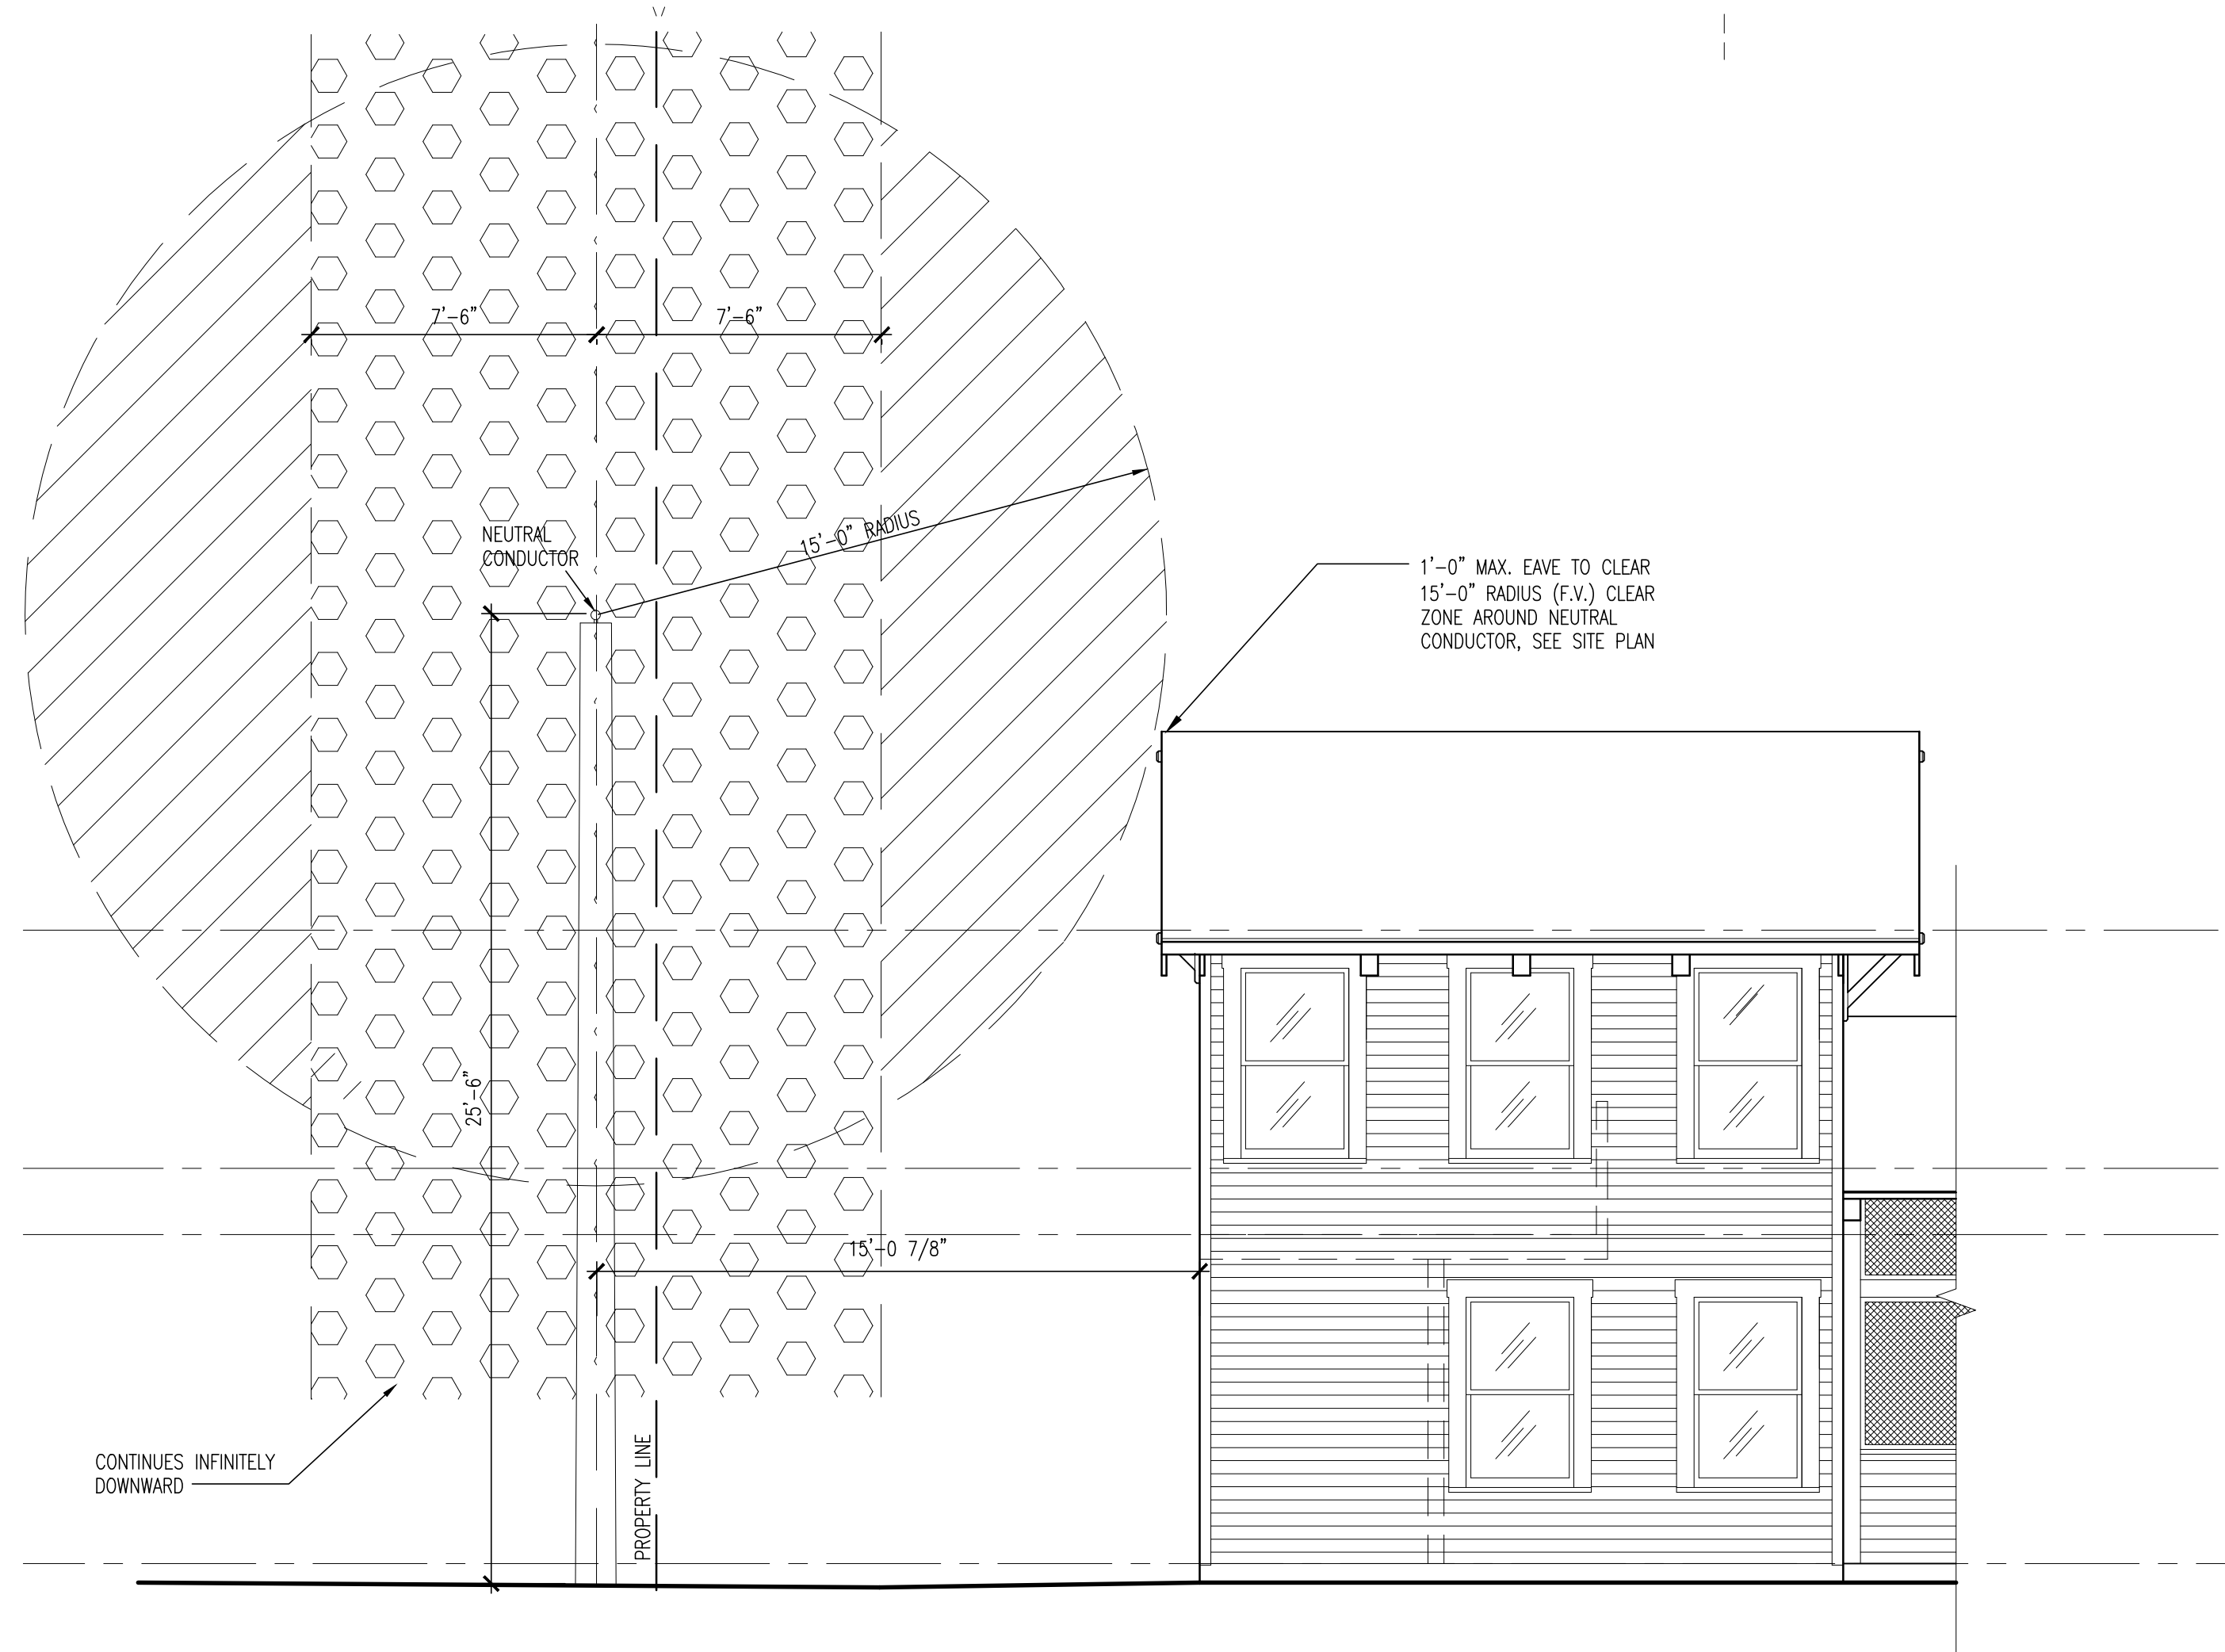 7'-6"
7'-6"
NEUTRAL
CONDUCTOR
15'-0" RADIUS
1'-0" MAX. EAVE TO CLEAR
15'-0" RADIUS (F.V.) CLEAR
ZONE AROUND NEUTRAL
CONDUCTOR, SEE SITE PLAN
25'-6"
15'-0 7/8"
CONTINUES INFINITELY
DOWNWARD
PROPERTY LINE